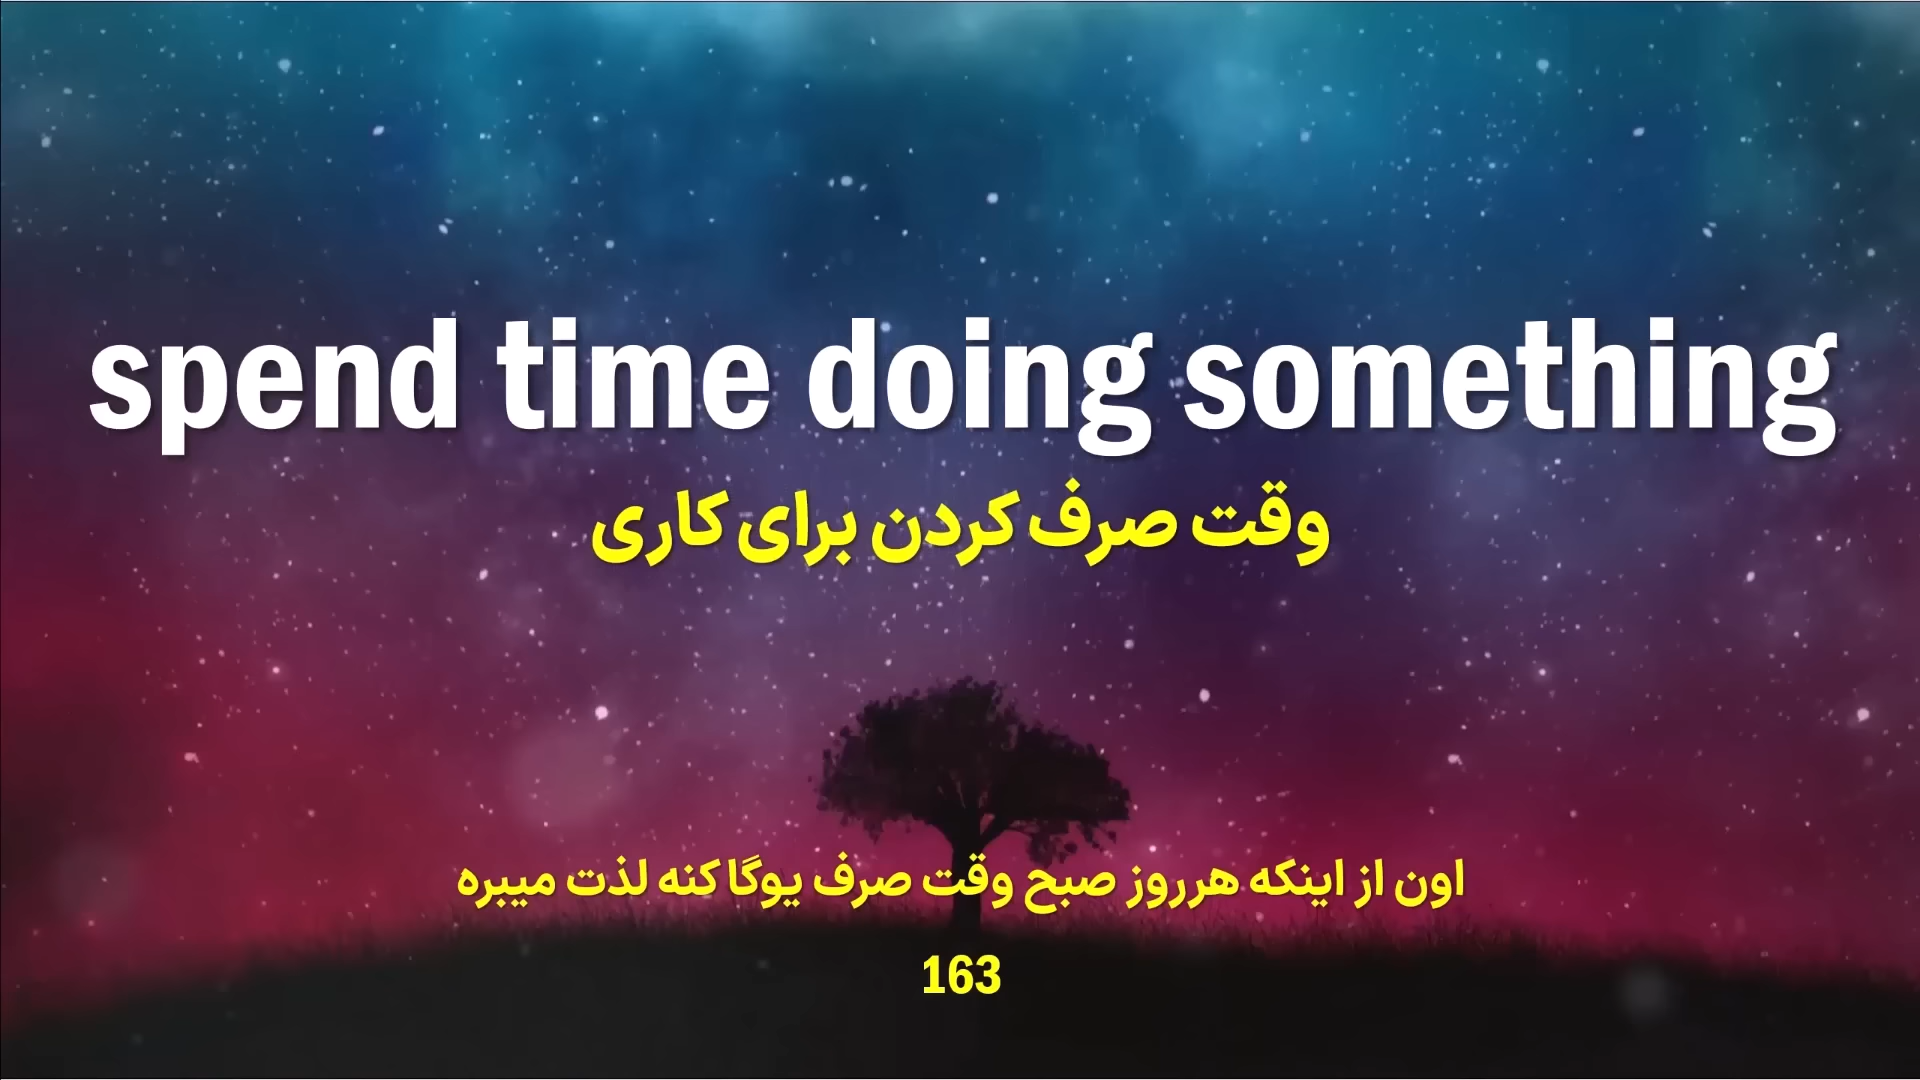 spend time doing something
وقت صرف کردن برای کاری
اون از اینکه هرروز صبح وقت صرف یوگا کنه لذت میبره
163